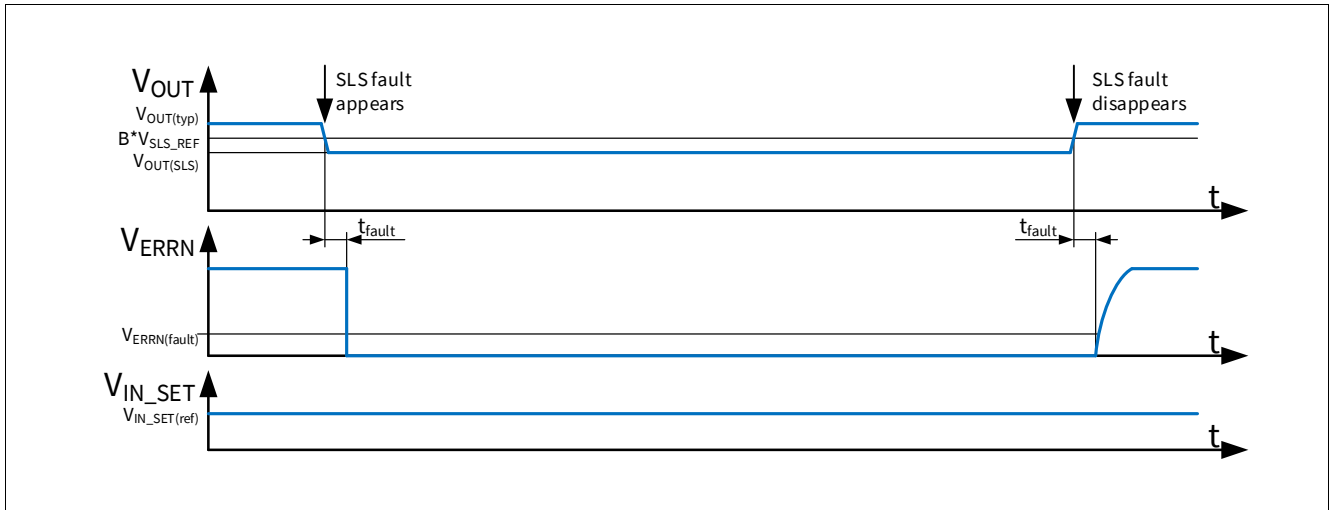 SLS fault
appears
SLS fault
disappears
VOUT
VOUT(typ)
B*VSLS_REF
VOUT(SLS)
t
tfault
tfault
VERRN
VERRN(fault)
t
VIN_SET
VIN_SET(ref)
t